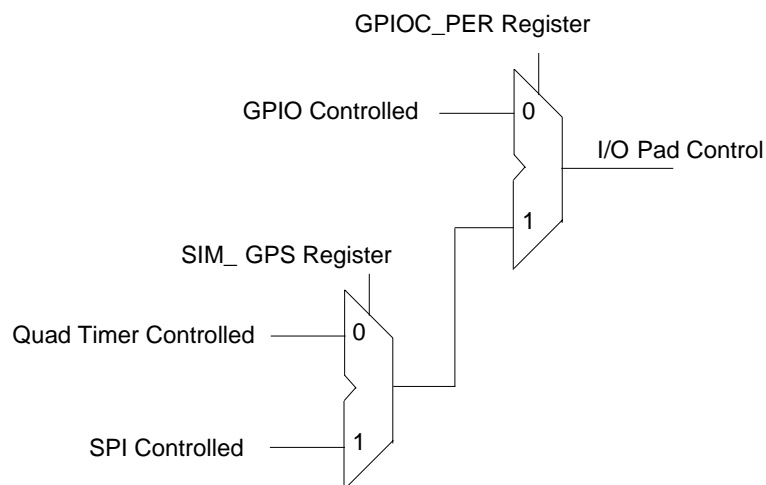 GPIOC_PER Register
GPIO Controlled
0
I/O Pad Control
1
SIM_ GPS Register
Quad Timer Controlled
0
SPI Controlled
1